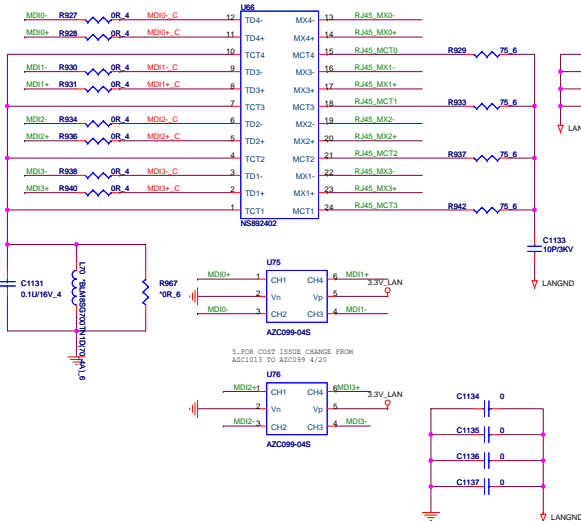 U66
MDI0- R927 0R_4 MDI0-_C 12 TD4- MX4- 13 RJ45_MX0-
MDI0+ R928 0R_4 MDI0+_C 11 TD4+ MX4+ 14 RJ45_MX0+
10 TCT4 MCT4 15 RJ45_MCT0 R929 75_6
MDI1- R930 0R_4 MDI1-_C 9 TD3- MX3- 16 RJ45_MX1-
MDI1+ R931 0R_4 MDI1+_C 8 TD3+ MX3+ 17 RJ45_MX1+
7 TCT3 MCT3 18 RJ45_MCT1 R933 75_6
MDI2- R934 0R_4 MDI2-_C 6 TD2- MX2- 19 RJ45_MX2-
LAN
MDI2+ R936 0R_4 MDI2+_C 5 TD2+ MX2+ 20 RJ45_MX2+
4 TCT2 MCT2 21 RJ45_MCT2 R937 75_6
MDI3- R938 0R_4 MDI3-_C 3 TD1- MX1- 22 RJ45_MX3-
MDI3+ R940 0R_4 MDI3+_C 2 TD1+ MX1+ 23 RJ45_MX3+
1 TCT1 MCT1 24 RJ45_MCT3 R942 75_6
NS892402
C1133
10P/3KV
LANGND
C1131
0.1U/16V_4
R967
*0R_6
U75
MDI0+ 1 CH1 CH4 6 MDI1+
3.3V_LAN
2 Vn Vp 5
MDI0- 3 CH2 CH3 4 MDI1-
AZC099-04S
5.FOR COST ISSUE CHANGE FROM
AZC1013 TO AZC099 4/20
U76
MDI2+ 1 CH1 CH4 6 MDI3+
3.3V_LAN
2 Vn Vp 5
MDI2- 3 CH2 CH3 4 MDI3-
AZC099-04S
C1134 0
C1135 0
C1136 0
C1137 0
LANGND